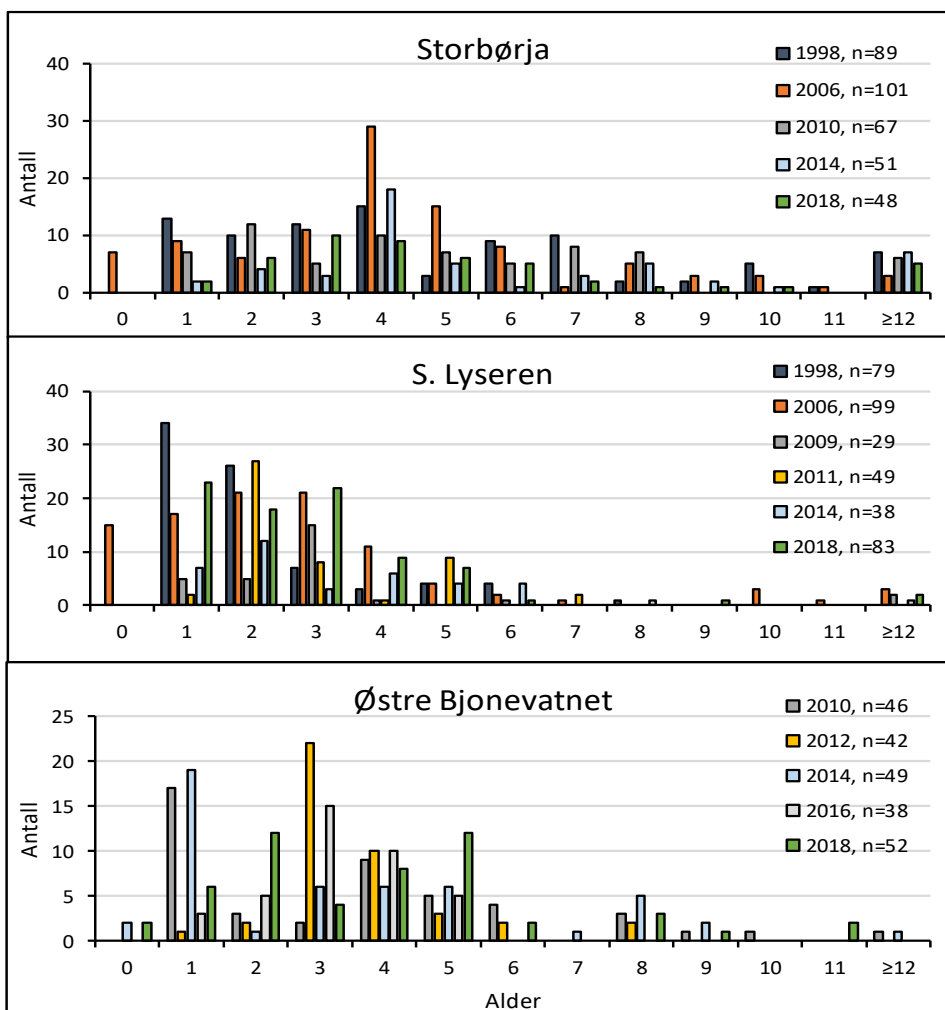 Storbørja
Antall
40
30
20
10
0
1998, n=89
2006, n=101
2010, n=67
2014, n=51
2018, n=48
0 1 2 3 4 5 6 7 8 9 10 11 ≥12
S. Lyseren
Antall
40
30
20
10
0
1998, n=79
2006, n=99
2009, n=29
2011, n=49
2014, n=38
2018, n=83
0 1 2 3 4 5 6 7 8 9 10 11 ≥12
Østre Bjonevatnet
Antall
25
20
15
10
5
0
2010, n=46
2012, n=42
2014, n=49
2016, n=38
2018, n=52
0 1 2 3 4 5 6 7 8 9 10 11 ≥12
Alder